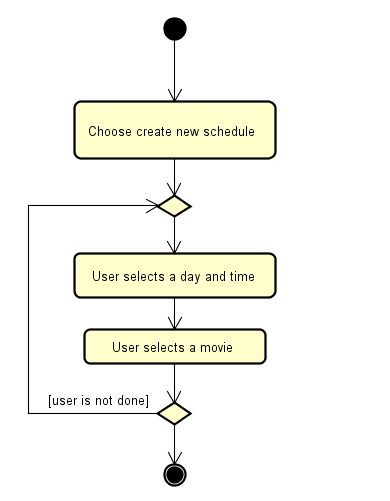 Choose create new schedule
User selects a day and time
User selects a movie
[user is not done]